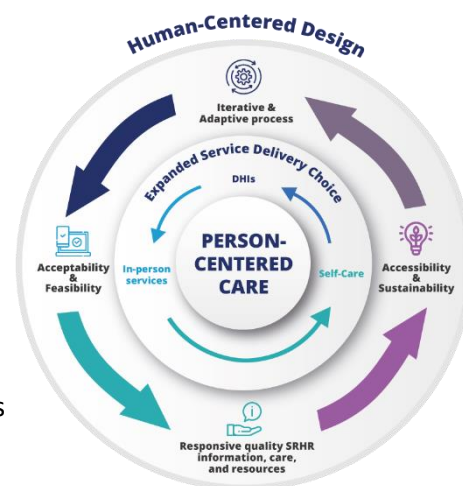 Human-Centered Design
Iterative &
Adaptive process
Expanded Service Delivery Choice
DHIs
PERSON-
CENTERED
CARE
In-person
services
Self-Care
Acceptability
&
Feasibility
Accessibility
&
Sustainability
s
Responsive quality SRHR
information, care,
and resources